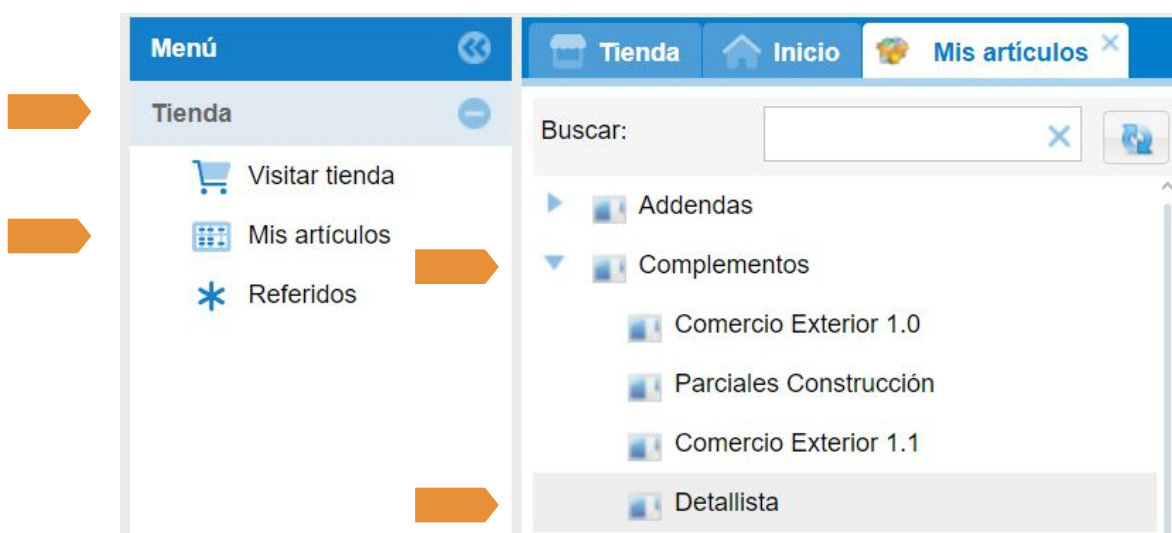 Menú
Tienda
Visitar tienda
Mis artículos
Referidos
Tienda Inicio Mis artículos
Buscar:
Addendas
Complementos
Comercio Exterior 1.0
Parciales Construcción
Comercio Exterior 1.1
Detallista